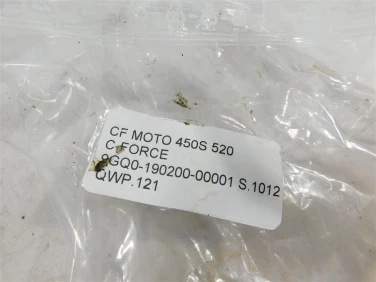 CF MOTO 450S 520
C-FORCE
9GQ0-190200-00001 S.1012
QWP.121